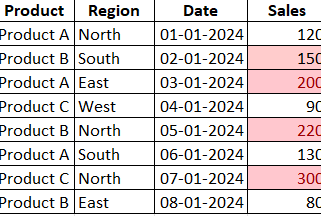 Product Region Date Sales
Product A North 01-01-2024 120
Product B South 02-01-2024 150
Product A East 03-01-2024 200
Product C West 04-01-2024 90
Product B North 05-01-2024 220
Product A South 06-01-2024 130
Product C North 07-01-2024 300
Product B East 08-01-2024 80